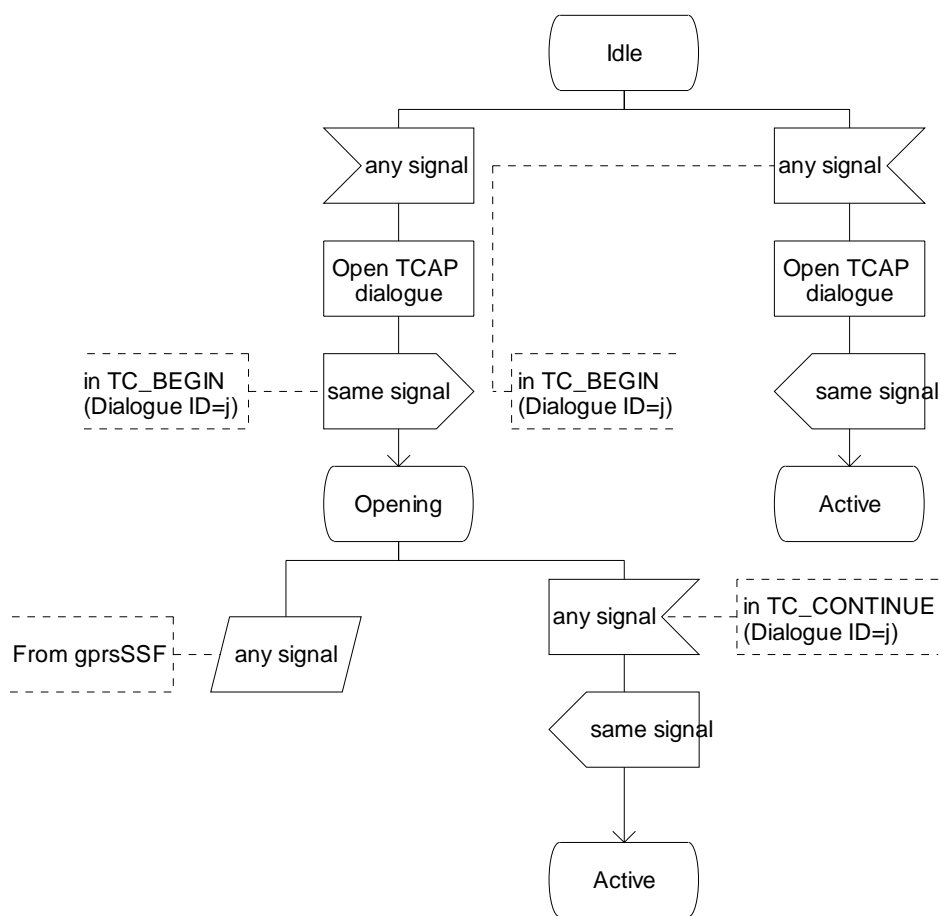 Idle
any signal
any signal
Open TCAP
dialogue
Open TCAP
dialogue
in TC_BEGIN
(Dialogue ID=j)
same signal
in TC_BEGIN
(Dialogue ID=j)
same signal
Opening
Active
From gprsSSF
any signal
any signal
in TC_CONTINUE
(Dialogue ID=j)
same signal
Active